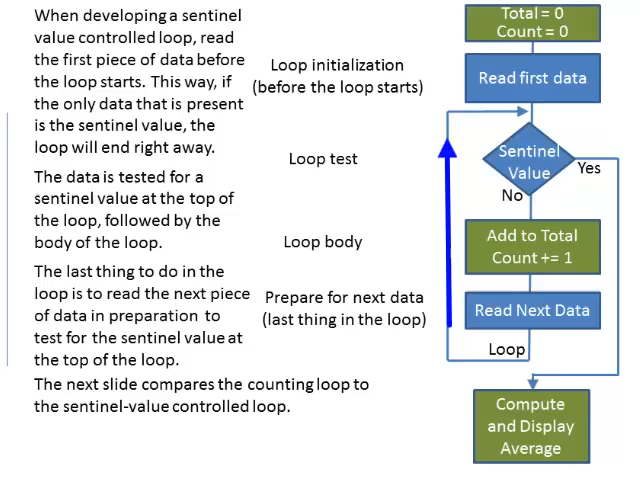 When developing a sentinel
value controlled loop, read
the first piece of data before
the loop starts. This way, if
the only data that is present
is the sentinel value, the
loop will end right away.
The data is tested for a
sentinel value at the top of
the loop, followed by the
body of the loop.
The last thing to do in the
loop is to read the next piece
of data in preparation to
test for the sentinel value at
the top of the loop.
The next slide compares the counting loop to
the sentinel-value controlled loop.
Loop initialization
(before the loop starts)
Loop test
Loop body
Prepare for next data
(last thing in the loop)
Total = 0
Count = 0
Read first data
Sentinel
Value
Yes
No
Add to Total
Count += 1
Read Next Data
Loop
Compute
and Display
Average